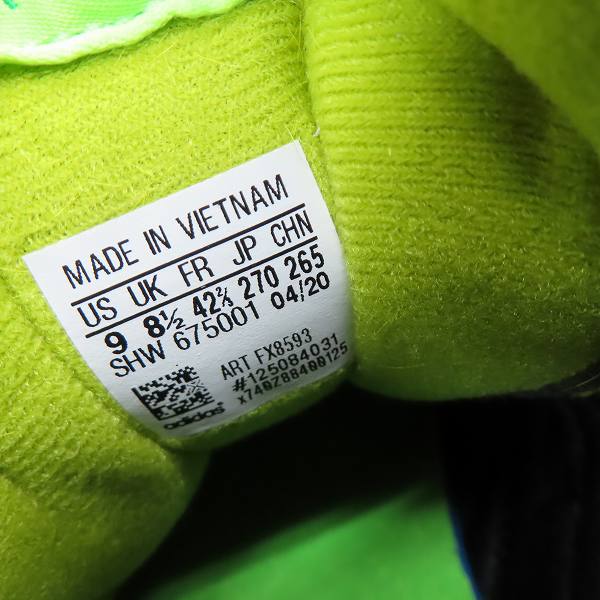 MADE IN VIETNAM
US UK FR JP CHN
9 8½ 42⅔ 270 265
SHW 675001 04/20
ART FX8593
#125084031
X740Z88400125
adidas